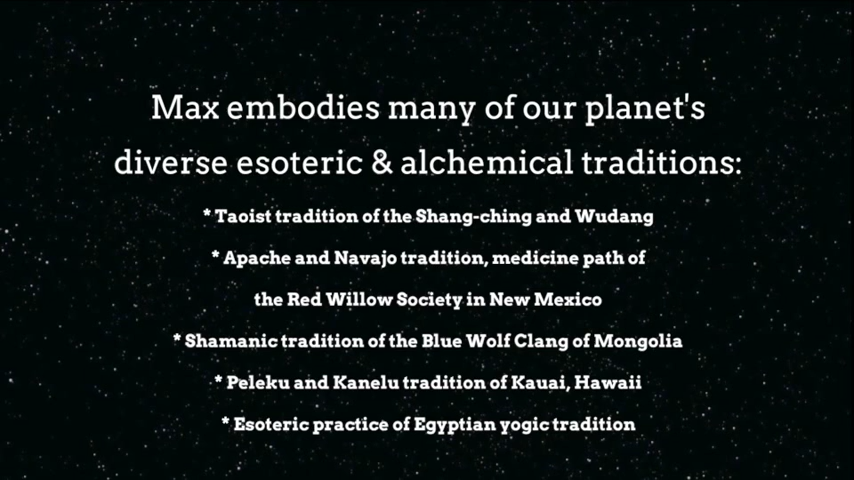 Max embodies many of our planet's
diverse esoteric & alchemical traditions:
* Taoist tradition of the Shang-ching and Wudang
* Apache and Navajo tradition, medicine path of
the Red Willow Society in New Mexico
* Shamanic tradition of the Blue Wolf Clang of Mongolia
* Peleku and Kanelu tradition of Kauai, Hawaii
* Esoteric practice of Egyptian yogic tradition